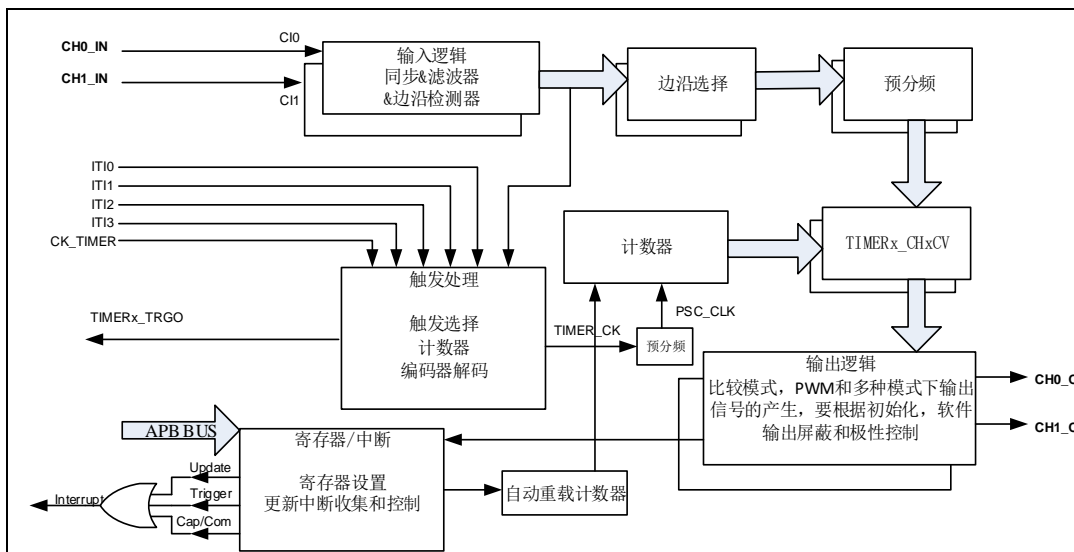 CH0_IN
CI0
CH1_IN
CI1
输入逻辑
同步&滤波器
&边沿检测器
边沿选择
预分频
ITI0
ITI1
ITI2
ITI3
CK_TIMER
计数器
TIMERx_CHxCV
触发处理
触发选择
计数器
编码器解码
TIMERx_TRGO
TIMER_CK
PSC_CLK
预分频
输出逻辑
比较模式，PWM和多种模式下输出
信号的产生，要根据初始化，软件
输出屏蔽和极性控制
CH0_O
CH1_O
APB BUS
寄存器/中断
寄存器设置
更新中断收集和控制
自动重载计数器
Update
Trigger
Cap/Com
Interrupt